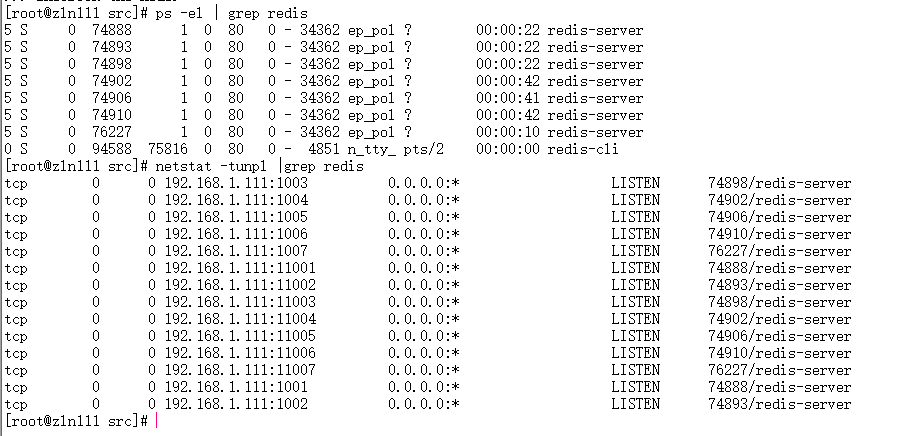 [root@zln111 src]# ps -el | grep redis
5 S     0  74888      1  0  80   0 - 34362 ep_pol ?        00:00:22 redis-server
5 S     0  74893      1  0  80   0 - 34362 ep_pol ?        00:00:22 redis-server
5 S     0  74898      1  0  80   0 - 34362 ep_pol ?        00:00:22 redis-server
5 S     0  74902      1  0  80   0 - 34362 ep_pol ?        00:00:42 redis-server
5 S     0  74906      1  0  80   0 - 34362 ep_pol ?        00:00:41 redis-server
5 S     0  74910      1  0  80   0 - 34362 ep_pol ?        00:00:42 redis-server
5 S     0  76227      1  0  80   0 - 34362 ep_pol ?        00:00:10 redis-server
0 S     0  94588  75816  0  80   0 -  4851 n_tty_ pts/2    00:00:00 redis-cli
[root@zln111 src]# netstat -tunpl |grep redis
tcp        0      0 192.168.1.111:1003          0.0.0.0:*                   LISTEN      74898/redis-server
tcp        0      0 192.168.1.111:1004          0.0.0.0:*                   LISTEN      74902/redis-server
tcp        0      0 192.168.1.111:1005          0.0.0.0:*                   LISTEN      74906/redis-server
tcp        0      0 192.168.1.111:1006          0.0.0.0:*                   LISTEN      74910/redis-server
tcp        0      0 192.168.1.111:1007          0.0.0.0:*                   LISTEN      76227/redis-server
tcp        0      0 192.168.1.111:11001         0.0.0.0:*                   LISTEN      74888/redis-server
tcp        0      0 192.168.1.111:11002         0.0.0.0:*                   LISTEN      74893/redis-server
tcp        0      0 192.168.1.111:11003         0.0.0.0:*                   LISTEN      74898/redis-server
tcp        0      0 192.168.1.111:11004         0.0.0.0:*                   LISTEN      74902/redis-server
tcp        0      0 192.168.1.111:11005         0.0.0.0:*                   LISTEN      74906/redis-server
tcp        0      0 192.168.1.111:11006         0.0.0.0:*                   LISTEN      74910/redis-server
tcp        0      0 192.168.1.111:11007         0.0.0.0:*                   LISTEN      76227/redis-server
tcp        0      0 192.168.1.111:1001          0.0.0.0:*                   LISTEN      74888/redis-server
tcp        0      0 192.168.1.111:1002          0.0.0.0:*                   LISTEN      74893/redis-server
[root@zln111 src]#